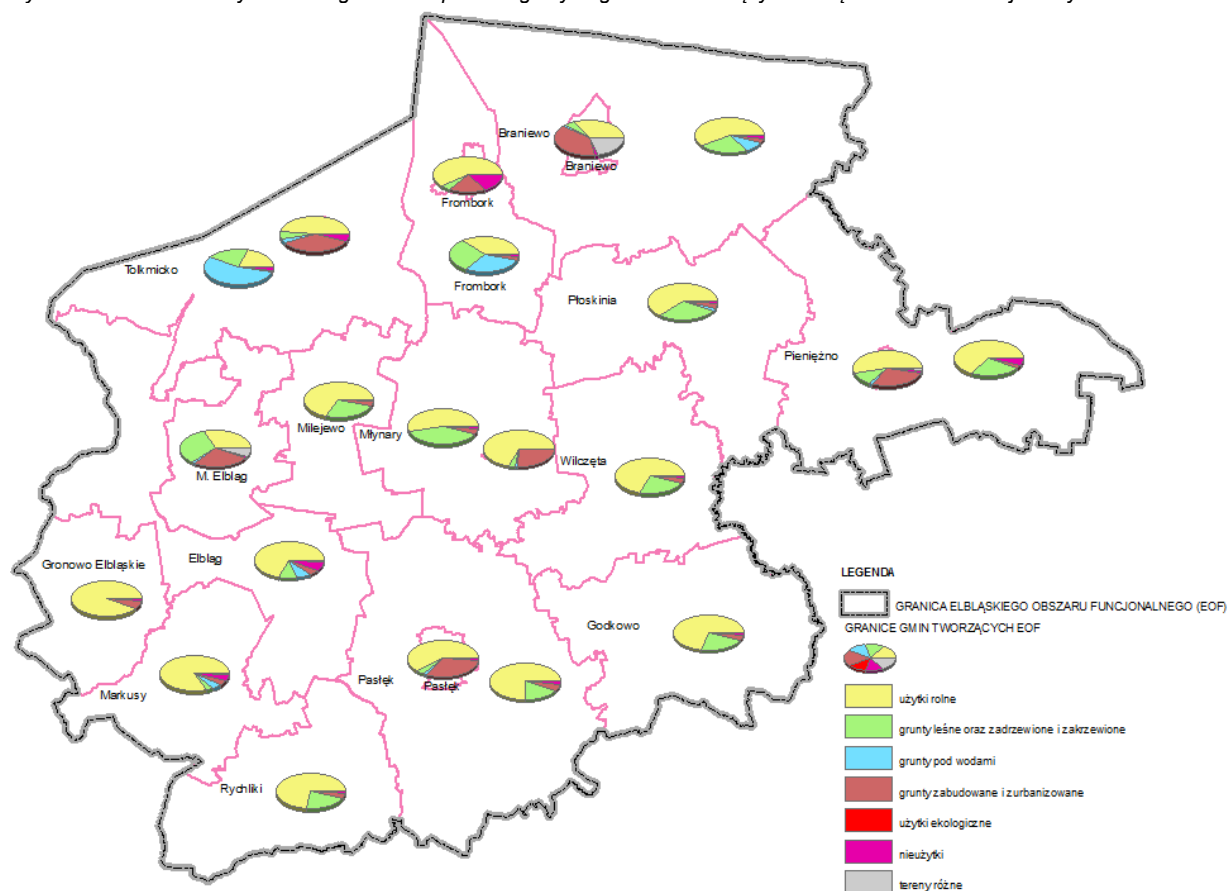 Braniewo
Braniewo
Frombork
Tolkmicko
Frombork
Płoskinia
Pieniężno
Milejewo
Młynary
Wilczęta
M. Elbląg
Elbląg
Gronowo Elbląskie
Godkowo
Markusy
Pasłęk
Pasłęk
Rychliki
LEGENDA
GRANICA ELBLĄSKIEGO OBSZARU FUNCJONALNEGO (EOF)
GRANICE GMIN TWORZĄCYCH EOF
użytki rolne
grunty leśne oraz zadrzewione i zakrzewione
grunty pod wodami
grunty zabudowane i zurbanizowane
użytki ekologiczne
nieużytki
tereny różne